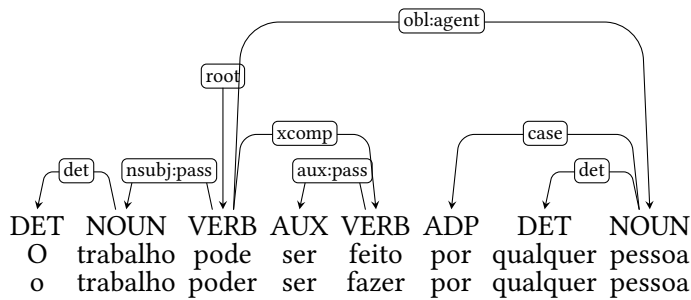 obl:agent
root
xcomp case
det nsubj:pass aux:pass det
DET NOUN VERB AUX VERB ADP DET NOUN
O trabalho pode ser feito por qualquer pessoa
o trabalho poder ser fazer por qualquer pessoa